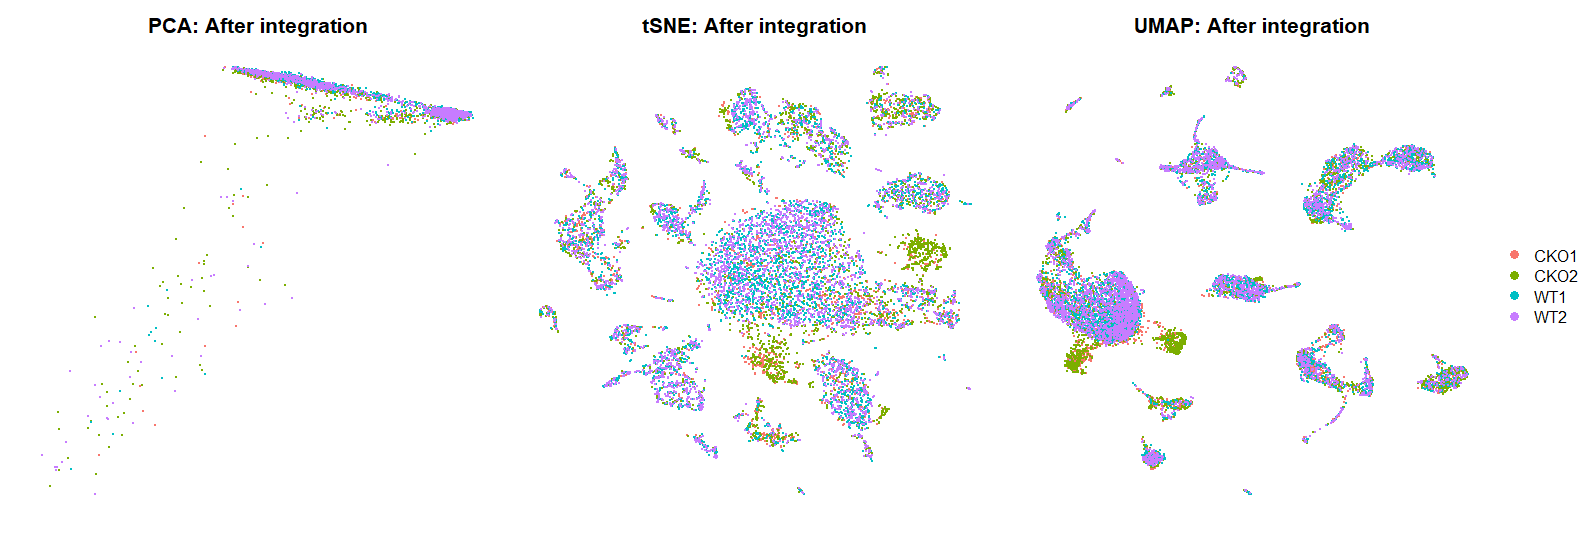 PCA: After integration
tSNE: After integration
UMAP: After integration
CKO1
CKO2
WT1
WT2